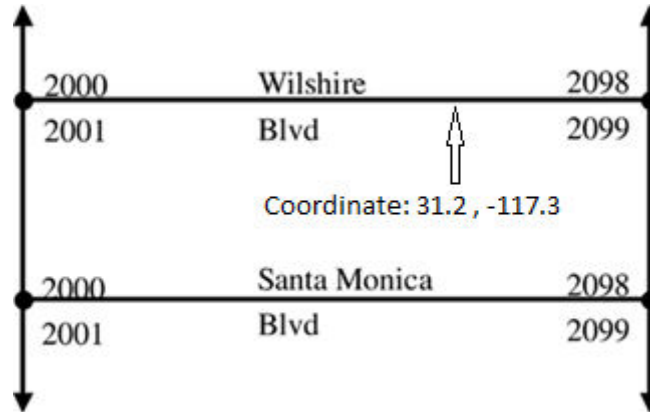 2000 Wilshire 2098
2001 Blvd 2099
Coordinate: 31.2 , -117.3
2000 Santa Monica 2098
2001 Blvd 2099